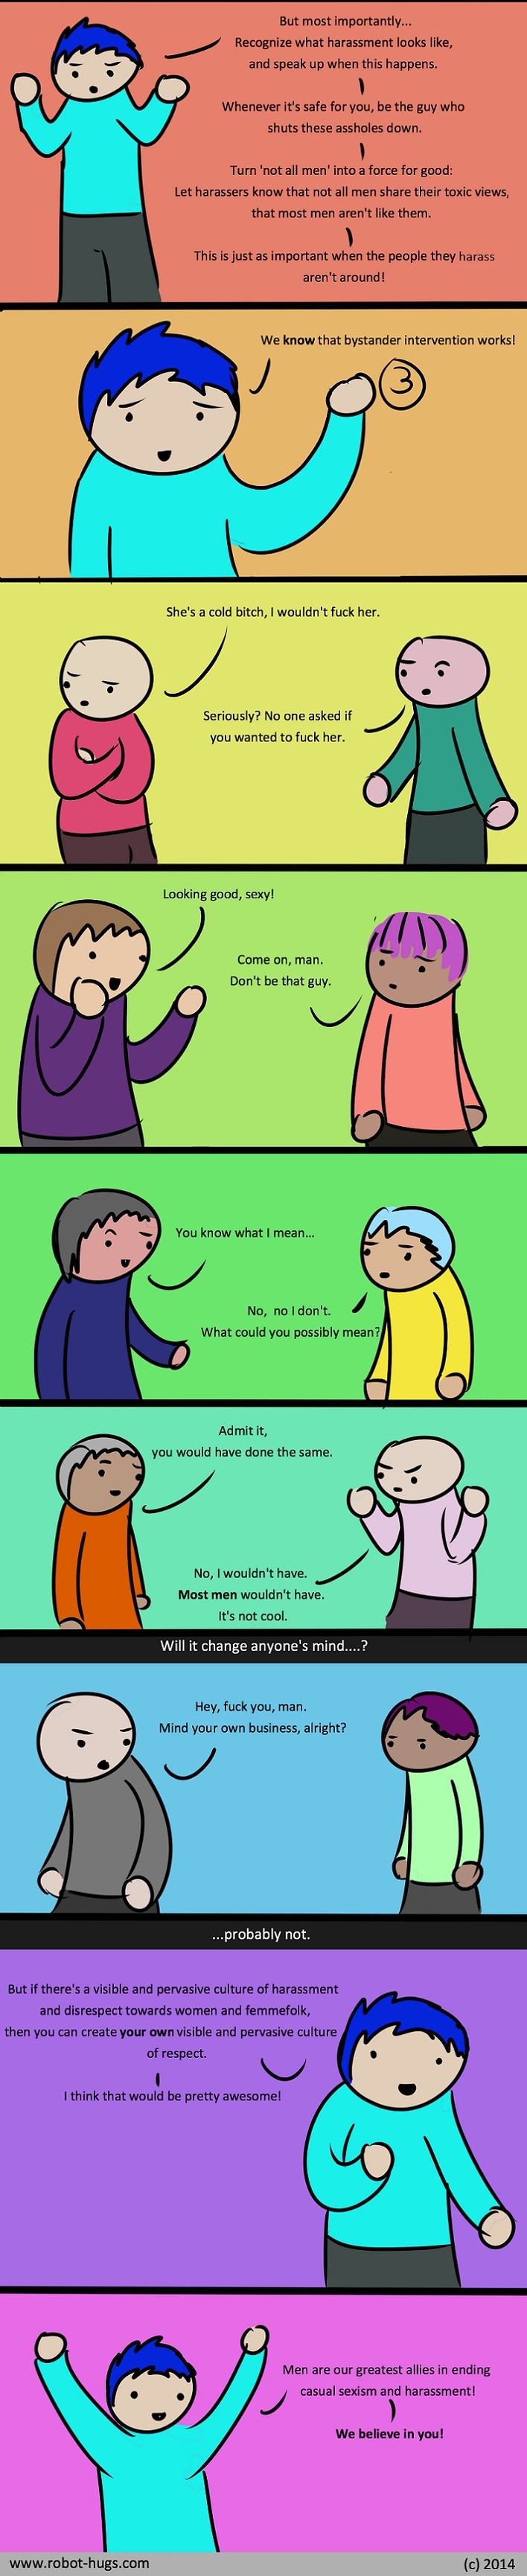 But most importantly...
Recognize what harassment looks like,
and speak up when this happens.
Whenever it's safe for you, be the guy who
shuts these assholes down.
Turn 'not all men' into a force for good:
Let harassers know that not all men share their toxic views,
that most men aren't like them.
This is just as important when the people they harass
aren't around!
We know that bystander intervention works!
3
She's a cold bitch, I wouldn't fuck her.
Seriously? No one asked if
you wanted to fuck her.
Looking good, sexy!
Come on, man.
Don't be that guy.
You know what I mean...
No, no I don't.
What could you possibly mean?
Admit it,
you would have done the same.
No, I wouldn't have.
Most men wouldn't have.
It's not cool.
Will it change anyone's mind....?
Hey, fuck you, man.
Mind your own business, alright?
...probably not.
But if there's a visible and pervasive culture of harassment
and disrespect towards women and femmefolk,
then you can create your own visible and pervasive culture
of respect.
I think that would be pretty awesome!
Men are our greatest allies in ending
casual sexism and harassment!
We believe in you!
www.robot-hugs.com
(c) 2014